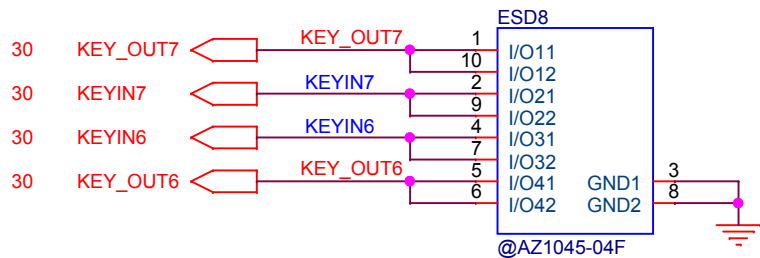 ESD8
30 KEY_OUT7 KEY_OUT7 1 I/O11
10 I/O12
30 KEYIN7 KEYIN7 2 I/O21
9 I/O22
30 KEYIN6 KEYIN6 4 I/O31
7 I/O32
30 KEY_OUT6 KEY_OUT6 5 I/O41 GND1 3
6 I/O42 GND2 8
@AZ1045-04F